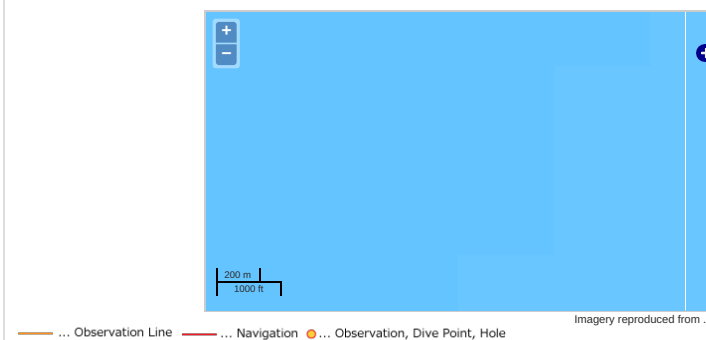 +
−
200 m
1000 ft
Imagery reproduced from .
... Observation Line ... Navigation ... Observation, Dive Point, Hole